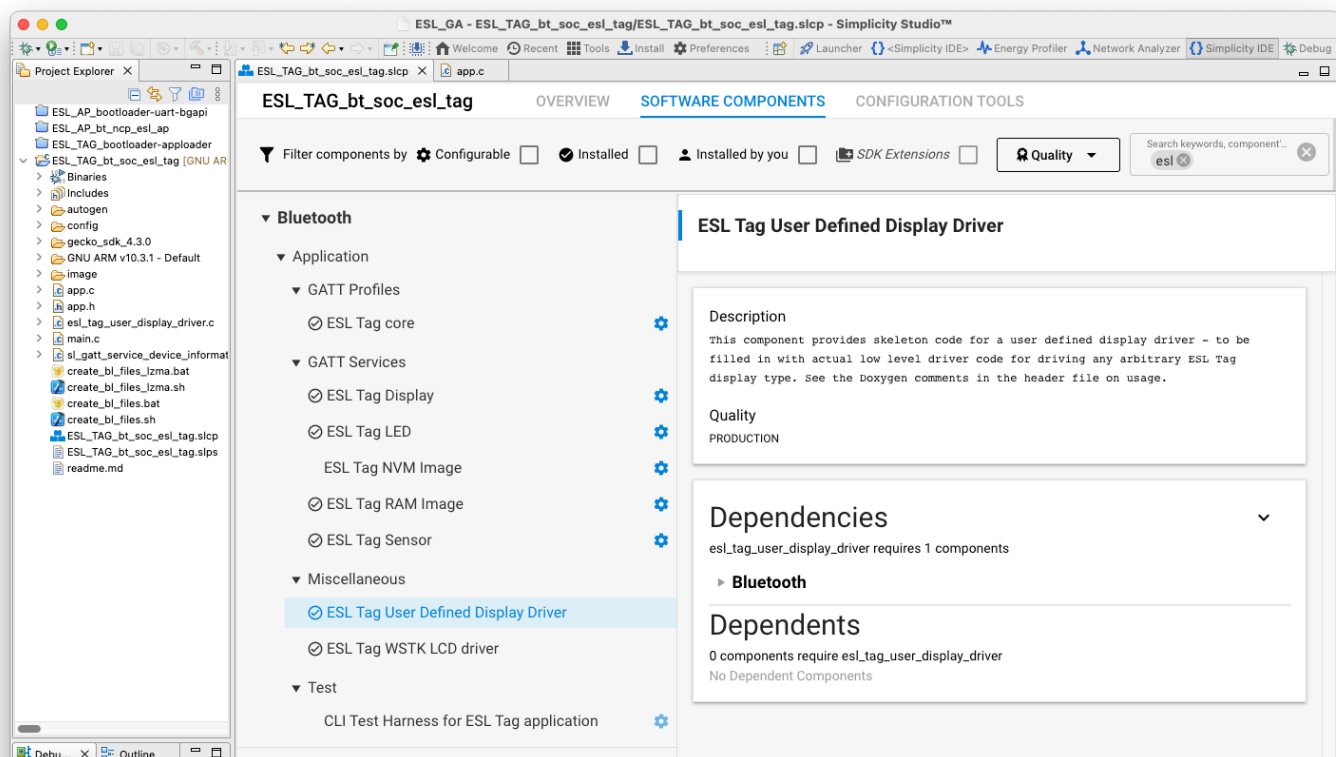 ESL_GA - ESL_TAG_bt_soc_esl_tag/ESL_TAG_bt_soc_esl_tag.slcp - Simplicity Studio™
Welcome Recent Tools Install Preferences Launcher <Simplicity IDE> Energy Profiler Network Analyzer Simplicity IDE Debug
Project Explorer
ESL_AP_bootloader-uart-bgapi
ESL_AP_bt_ncp_esl_ap
ESL_TAG_bootloader-apploader
ESL_TAG_bt_soc_esl_tag [GNU AR
Binaries
Includes
autogen
config
gecko_sdk_4.3.0
GNU ARM v10.3.1 - Default
image
app.c
app.h
esl_tag_user_display_driver.c
main.c
sl_gatt_service_device_informat
create_bl_files_lzma.bat
create_bl_files_lzma.sh
create_bl_files.bat
create_bl_files.sh
ESL_TAG_bt_soc_esl_tag.slcp
ESL_TAG_bt_soc_esl_tag.slps
readme.md
Debu... Outline
ESL_TAG_bt_soc_esl_tag.slcp app.c
ESL_TAG_bt_soc_esl_tag OVERVIEW SOFTWARE COMPONENTS CONFIGURATION TOOLS
Filter components by Configurable Installed Installed by you SDK Extensions Quality
Search keywords, component'...
esl
Bluetooth
Application
GATT Profiles
ESL Tag core
GATT Services
ESL Tag Display
ESL Tag LED
ESL Tag NVM Image
ESL Tag RAM Image
ESL Tag Sensor
Miscellaneous
ESL Tag User Defined Display Driver
ESL Tag WSTK LCD driver
Test
CLI Test Harness for ESL Tag application
ESL Tag User Defined Display Driver
Description
This component provides skeleton code for a user defined display driver - to be
filled in with actual low level driver code for driving any arbitrary ESL Tag
display type. See the Doxygen comments in the header file on usage.
Quality
PRODUCTION
Dependencies
esl_tag_user_display_driver requires 1 components
Bluetooth
Dependents
0 components require esl_tag_user_display_driver
No Dependent Components